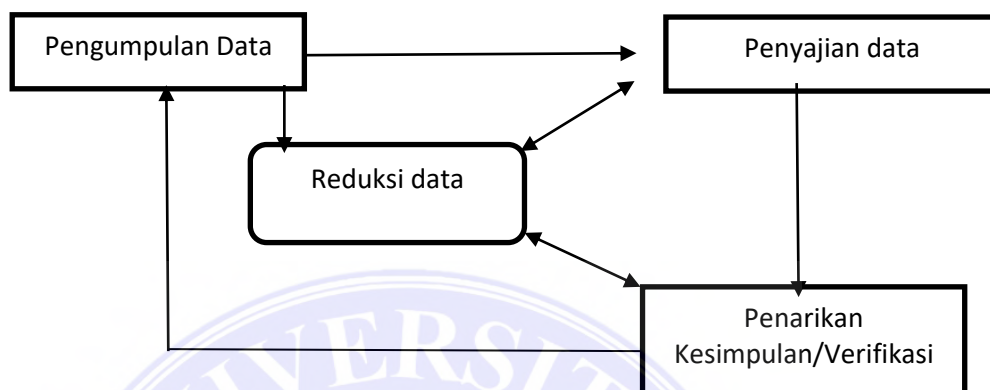 Pengumpulan Data
Penyajian data
Reduksi data
Penarikan
Kesimpulan/Verifikasi